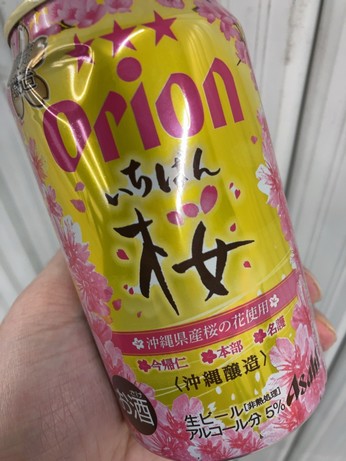 orion
いちばん
桜
沖縄県産桜の花使用
今帰仁 本部 名護
〈沖縄醸造〉
お酒
生ビール[非熱処理]
アルコール分 5%
Asahi